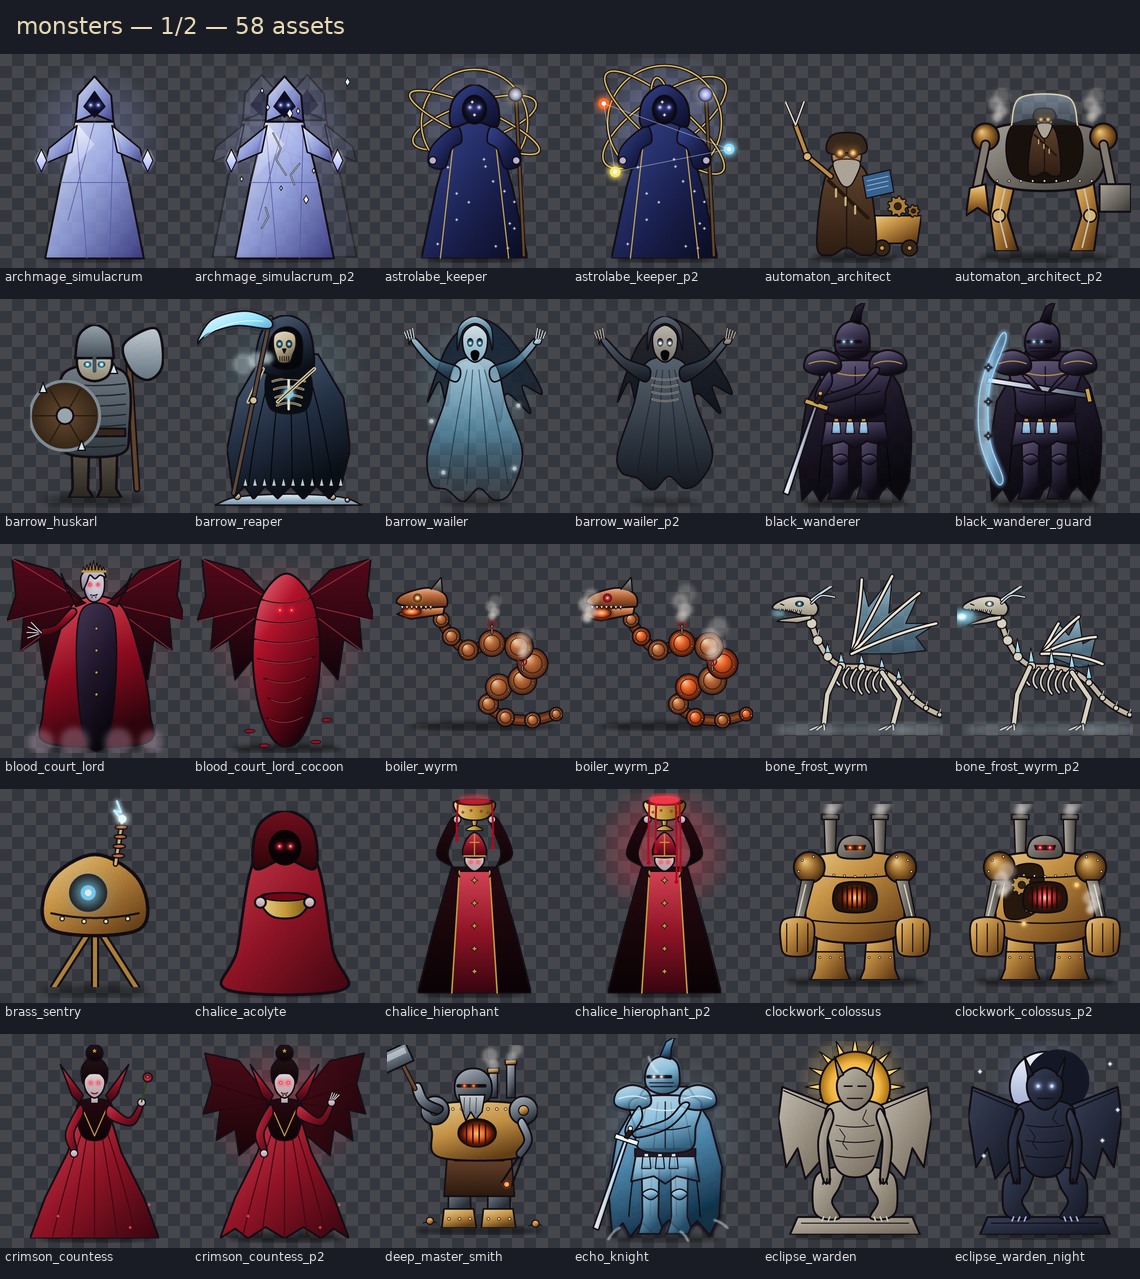 monsters — 1/2 — 58 assets
archmage_simulacrum archmage_simulacrum_p2 astrolabe_keeper astrolabe_keeper_p2 automaton_architect automaton_architect_p2
barrow_huskarl barrow_reaper barrow_wailer barrow_wailer_p2 black_wanderer black_wanderer_guard
blood_court_lord blood_court_lord_cocoon boiler_wyrm boiler_wyrm_p2 bone_frost_wyrm bone_frost_wyrm_p2
brass_sentry chalice_acolyte chalice_hierophant chalice_hierophant_p2 clockwork_colossus clockwork_colossus_p2
crimson_countess crimson_countess_p2 deep_master_smith echo_knight eclipse_warden eclipse_warden_night